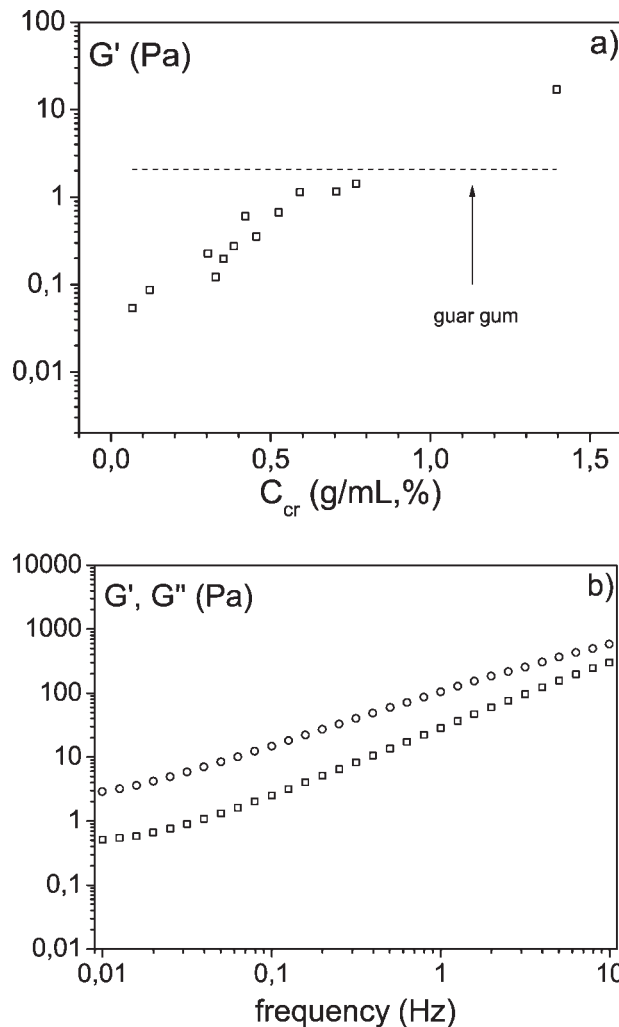 100
a)
G' (Pa)
10
1
0,1
guar gum
0,01
0,0 0,5 1,0 1,5
C_cr (g/mL,%)
10000
b)
G', G'' (Pa)
1000
100
10
1
0,1
0,01
0,01 0,1 1 10
frequency (Hz)